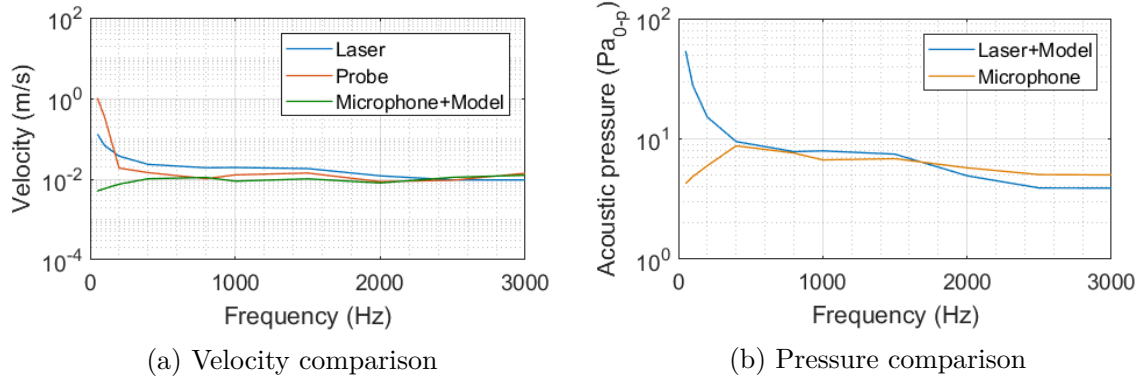 Velocity (m/s)
10^2
10^0
10^-2
10^-4
Laser
Probe
Microphone+Model
0 1000 2000 3000
Frequency (Hz)
(a) Velocity comparison
Acoustic pressure (Pa_0-p)
10^2
10^1
10^0
Laser+Model
Microphone
0 1000 2000 3000
Frequency (Hz)
(b) Pressure comparison